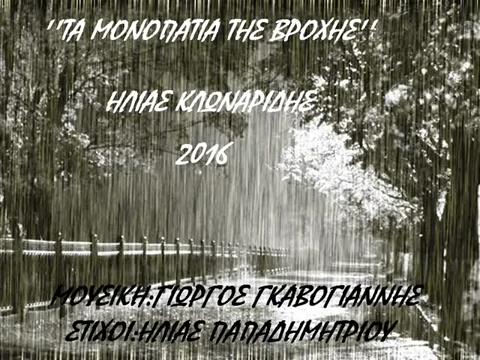 ''ΤΑ ΜΟΝΟΠΑΤΙΑ ΤΗΣ ΒΡΟΧΗΣ''
ΗΛΙΑΣ ΚΛΩΝΑΡΙΔΗΣ
2016
ΜΟΥΣΙΚΗ:ΓΙΩΡΓΟΣ ΓΚΑΒΟΓΙΑΝΝΗΣ
ΣΤΙΧΟΙ:ΗΛΙΑΣ ΠΑΠΑΔΗΜΗΤΡΙΟΥ